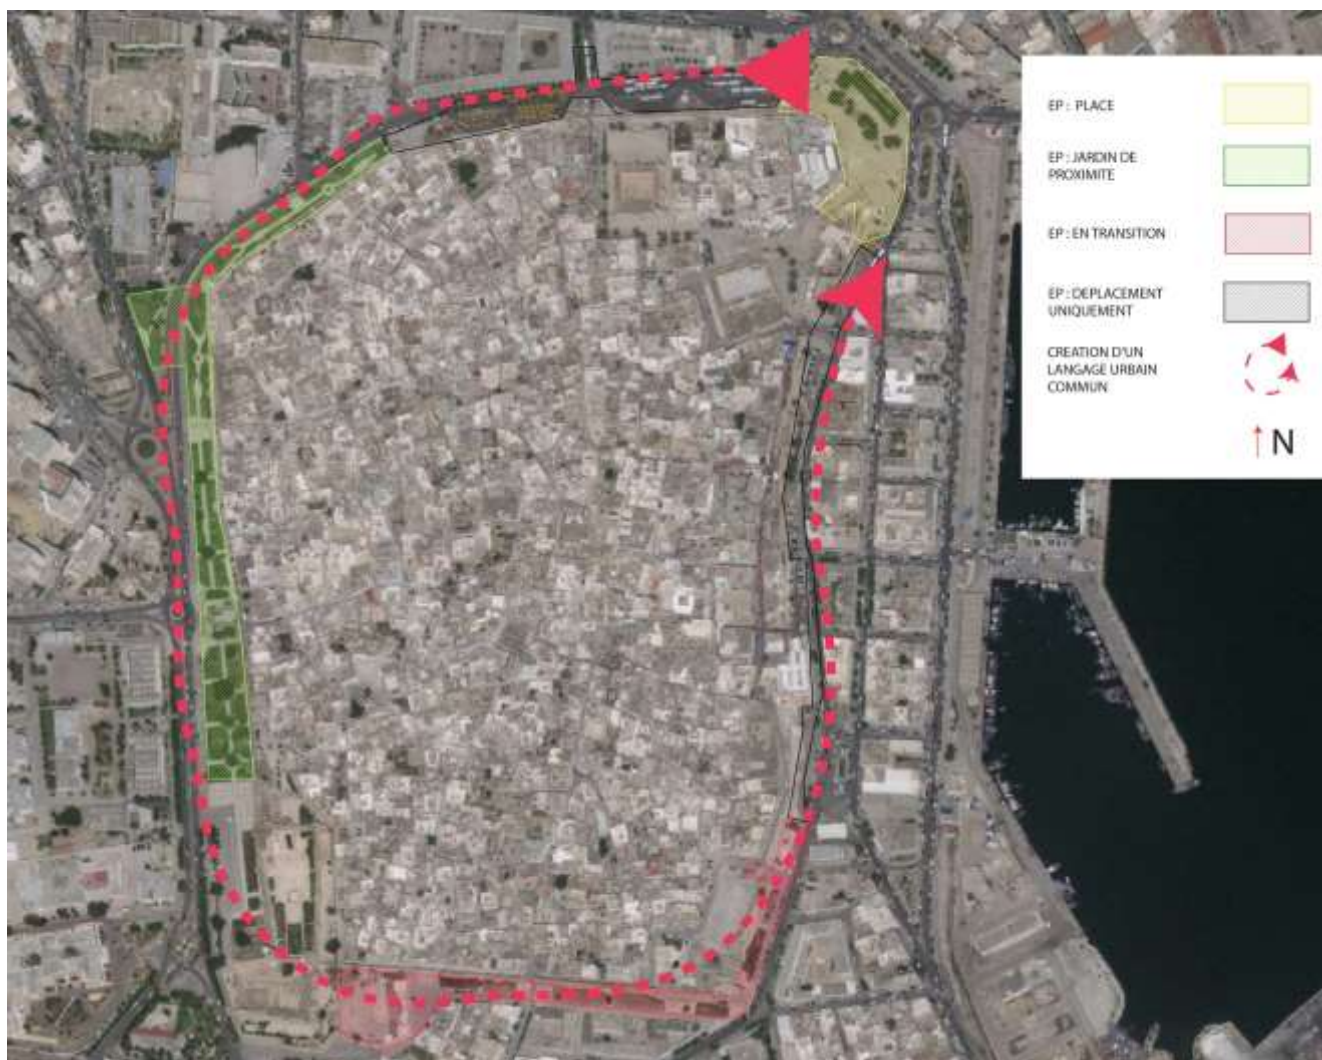 EP : PLACE
EP : JARDIN DE
PROXIMITE
EP : EN TRANSITION
EP : DEPLACEMENT
UNIQUEMENT
CREATION D'UN
LANGAGE URBAIN
COMMUN
N